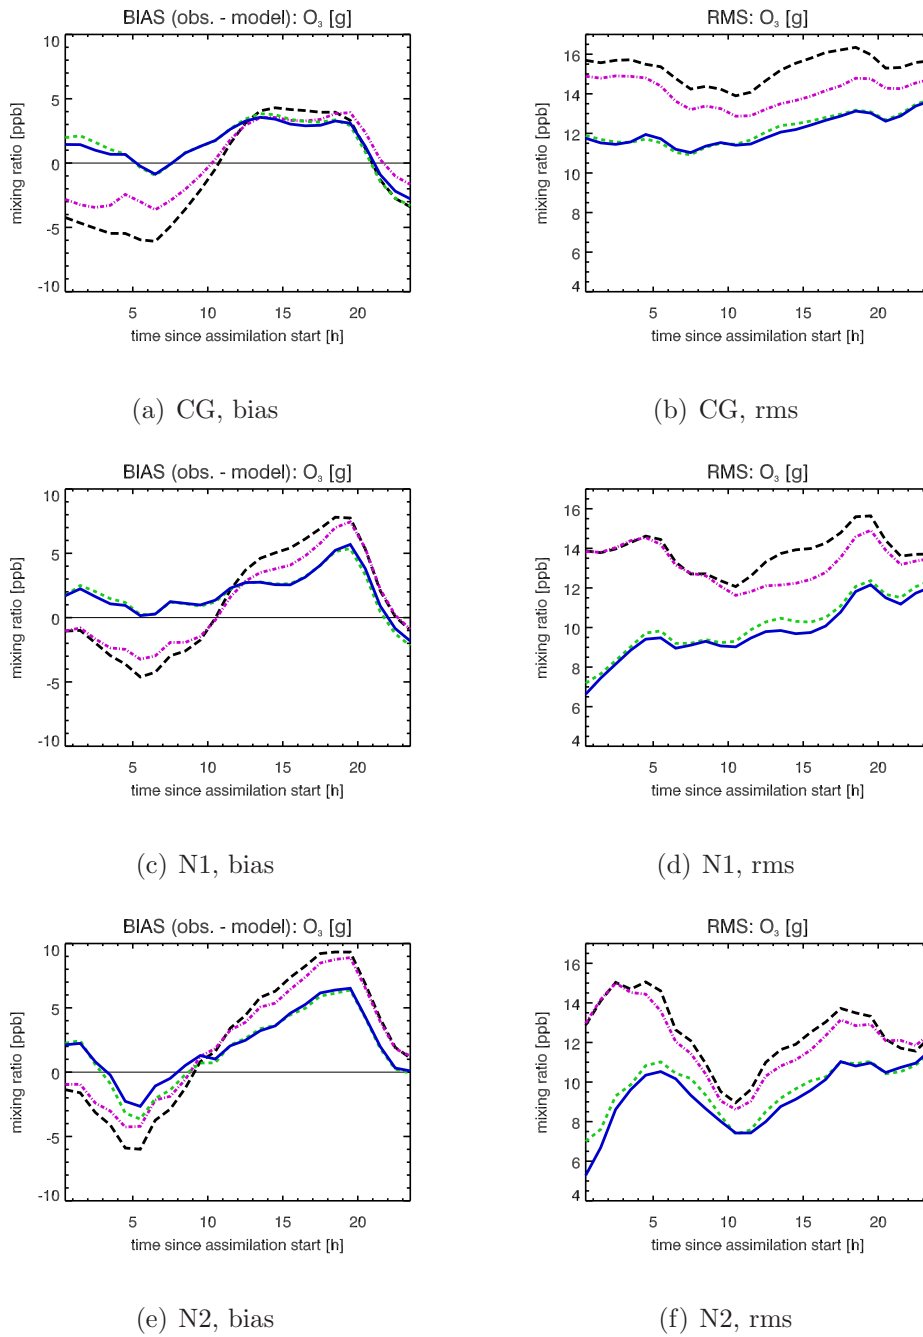 BIAS (obs. - model): O₃ [g]
10
5
0
-5
-10
mixing ratio [ppb]
5 10 15 20
time since assimilation start [h]
(a) CG, bias
RMS: O₃ [g]
16
14
12
10
8
6
4
mixing ratio [ppb]
5 10 15 20
time since assimilation start [h]
(b) CG, rms
BIAS (obs. - model): O₃ [g]
10
5
0
-5
-10
mixing ratio [ppb]
5 10 15 20
time since assimilation start [h]
(c) N1, bias
RMS: O₃ [g]
16
14
12
10
8
6
4
mixing ratio [ppb]
5 10 15 20
time since assimilation start [h]
(d) N1, rms
BIAS (obs. - model): O₃ [g]
10
5
0
-5
-10
mixing ratio [ppb]
5 10 15 20
time since assimilation start [h]
(e) N2, bias
RMS: O₃ [g]
16
14
12
10
8
6
4
mixing ratio [ppb]
5 10 15 20
time since assimilation start [h]
(f) N2, rms